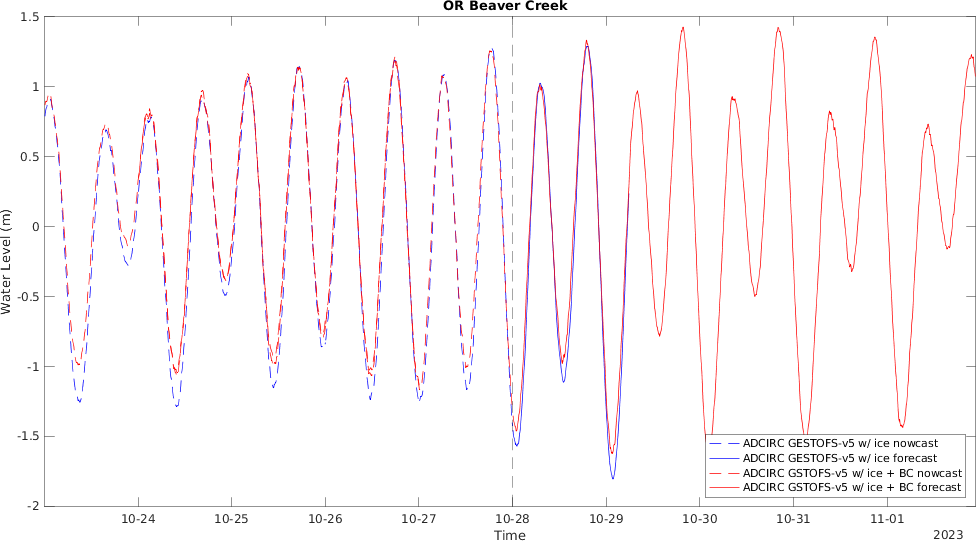 OR Beaver Creek
1.5
1
0.5
0
-0.5
-1
-1.5
-2
Water Level (m)
10-24 10-25 10-26 10-27 10-28 10-29 10-30 10-31 11-01
Time
2023
ADCIRC GESTOFS-v5 w/ ice nowcast
ADCIRC GESTOFS-v5 w/ ice forecast
ADCIRC GSTOFS-v5 w/ ice + BC nowcast
ADCIRC GSTOFS-v5 w/ ice + BC forecast